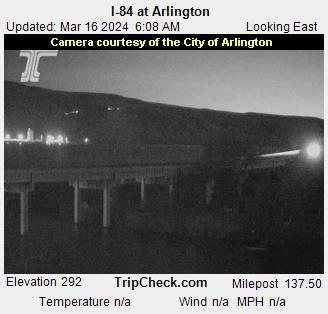 I-84 at Arlington
Updated: Mar 16 2024 6:08 AM Looking East
Camera courtesy of the City of Arlington
Elevation 292 TripCheck.com Milepost 137.50
Temperature n/a Wind n/a MPH n/a